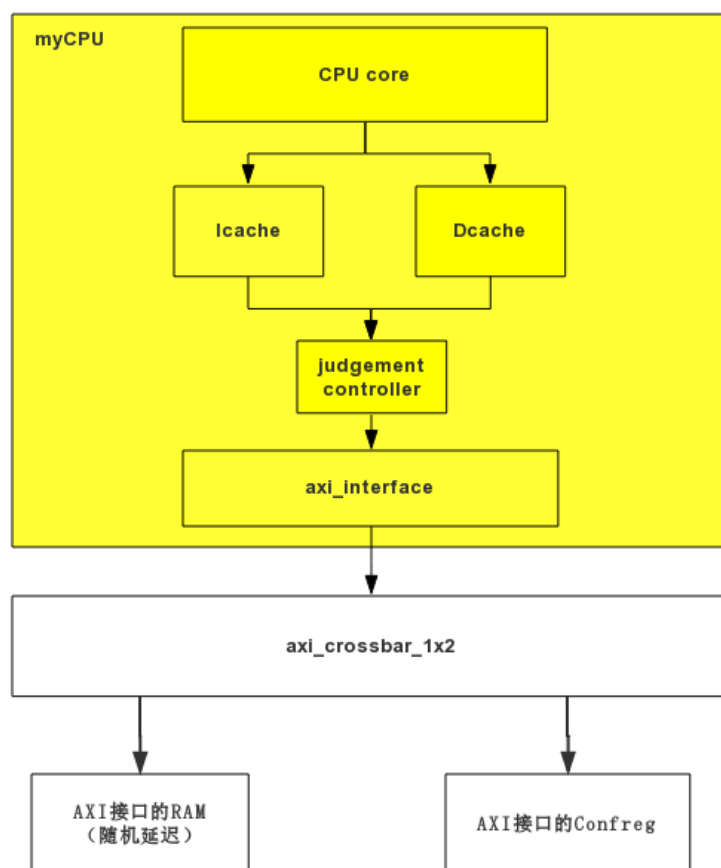 myCPU
CPU core
Icache
Dcache
judgement
controller
axi_interface
axi_crossbar_1x2
AXI接口的RAM
（随机延迟）
AXI接口的Confreg